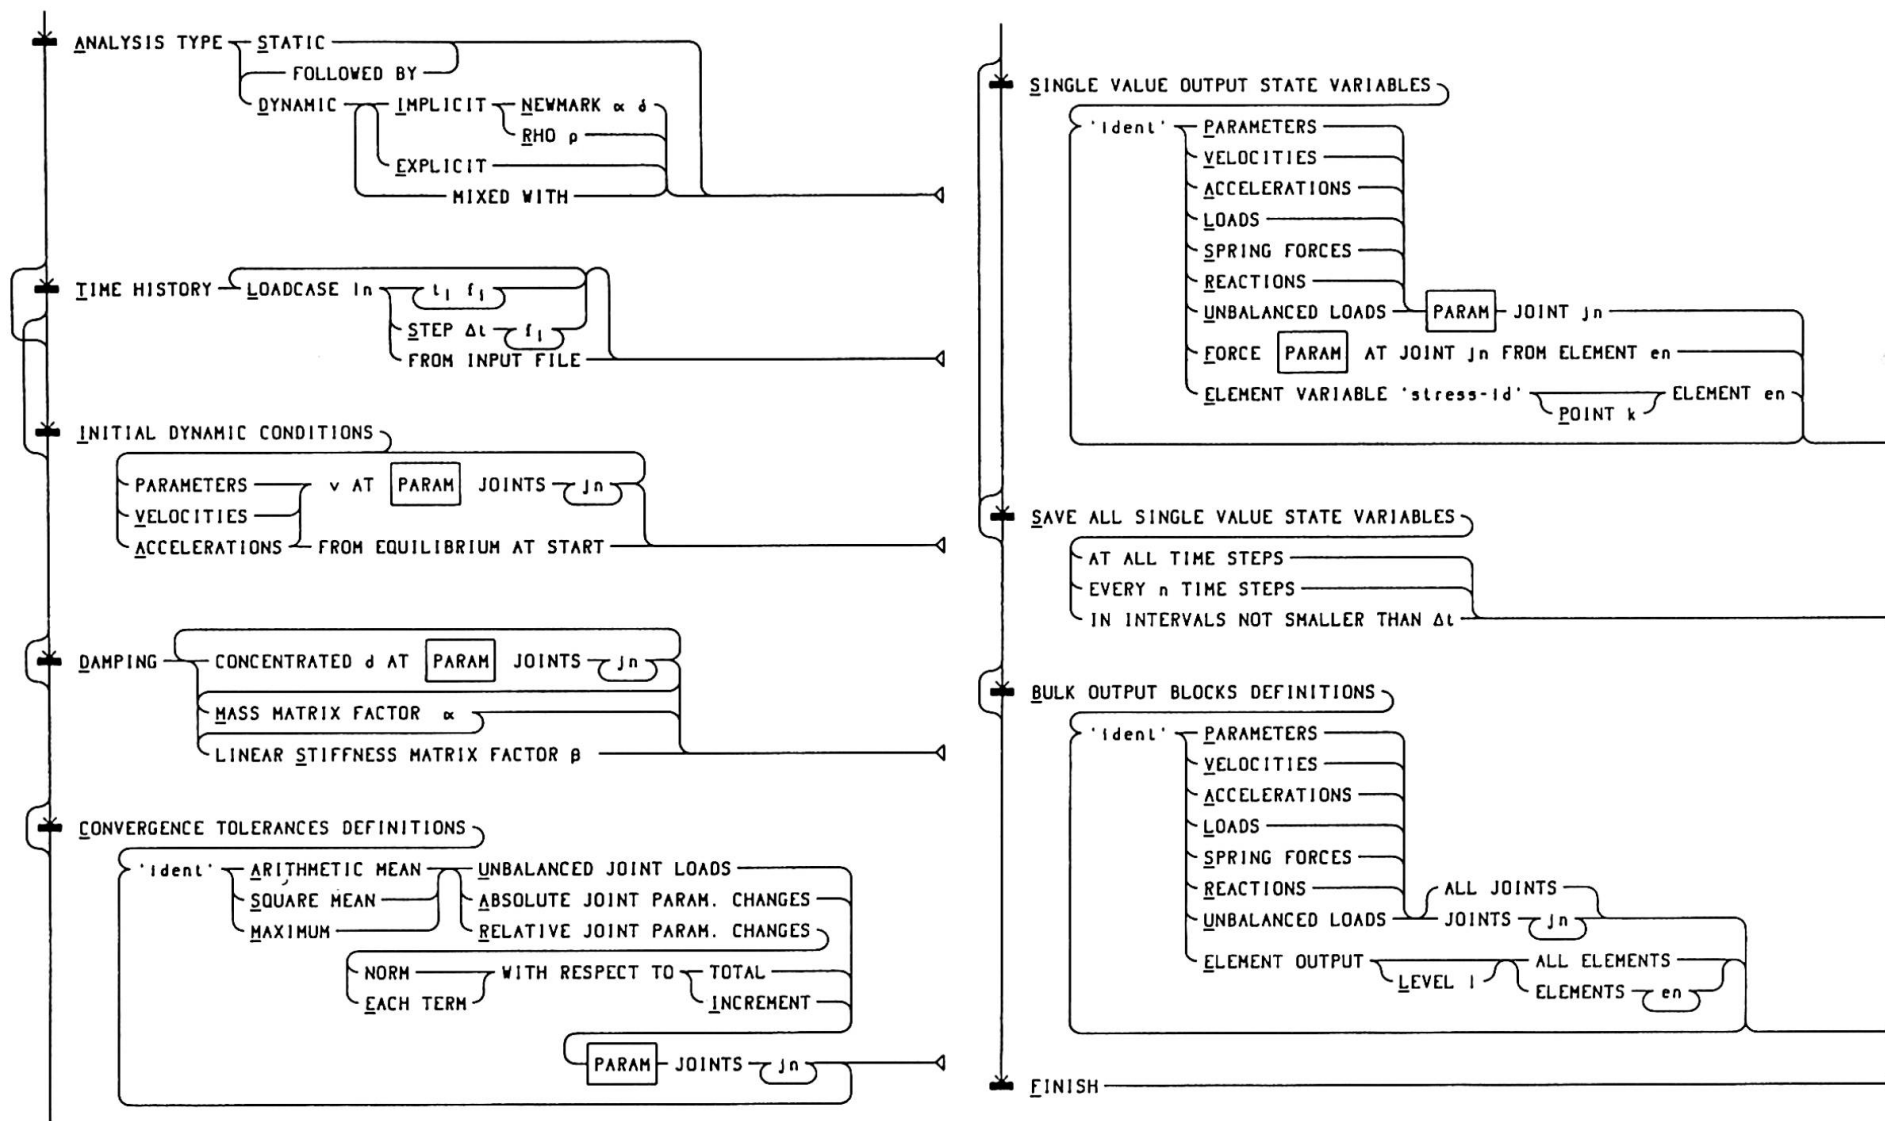 ANALYSIS TYPE STATIC
FOLLOWED BY
DYNAMIC IMPLICIT NEWMARK α δ
RHO ρ
EXPLICIT
MIXED WITH
TIME HISTORY LOADCASE ln t_i f_i
STEP Δt f_i
FROM INPUT FILE
INITIAL DYNAMIC CONDITIONS
PARAMETERS v AT PARAM JOINTS jn
VELOCITIES
ACCELERATIONS FROM EQUILIBRIUM AT START
DAMPING CONCENTRATED d AT PARAM JOINTS jn
MASS MATRIX FACTOR α
LINEAR STIFFNESS MATRIX FACTOR β
CONVERGENCE TOLERANCES DEFINITIONS
'ident' ARITHMETIC MEAN UNBALANCED JOINT LOADS
SQUARE MEAN ABSOLUTE JOINT PARAM. CHANGES
MAXIMUM RELATIVE JOINT PARAM. CHANGES
NORM WITH RESPECT TO TOTAL
EACH TERM INCREMENT
PARAM JOINTS jn
SINGLE VALUE OUTPUT STATE VARIABLES
'ident' PARAMETERS
VELOCITIES
ACCELERATIONS
LOADS
SPRING FORCES
REACTIONS
UNBALANCED LOADS PARAM JOINT jn
FORCE PARAM AT JOINT jn FROM ELEMENT en
ELEMENT VARIABLE 'stress-id' ELEMENT en
POINT k
SAVE ALL SINGLE VALUE STATE VARIABLES
AT ALL TIME STEPS
EVERY n TIME STEPS
IN INTERVALS NOT SMALLER THAN Δt
BULK OUTPUT BLOCKS DEFINITIONS
'ident' PARAMETERS
VELOCITIES
ACCELERATIONS
LOADS
SPRING FORCES
REACTIONS ALL JOINTS
UNBALANCED LOADS JOINTS jn
ELEMENT OUTPUT ALL ELEMENTS
LEVEL l ELEMENTS en
FINISH